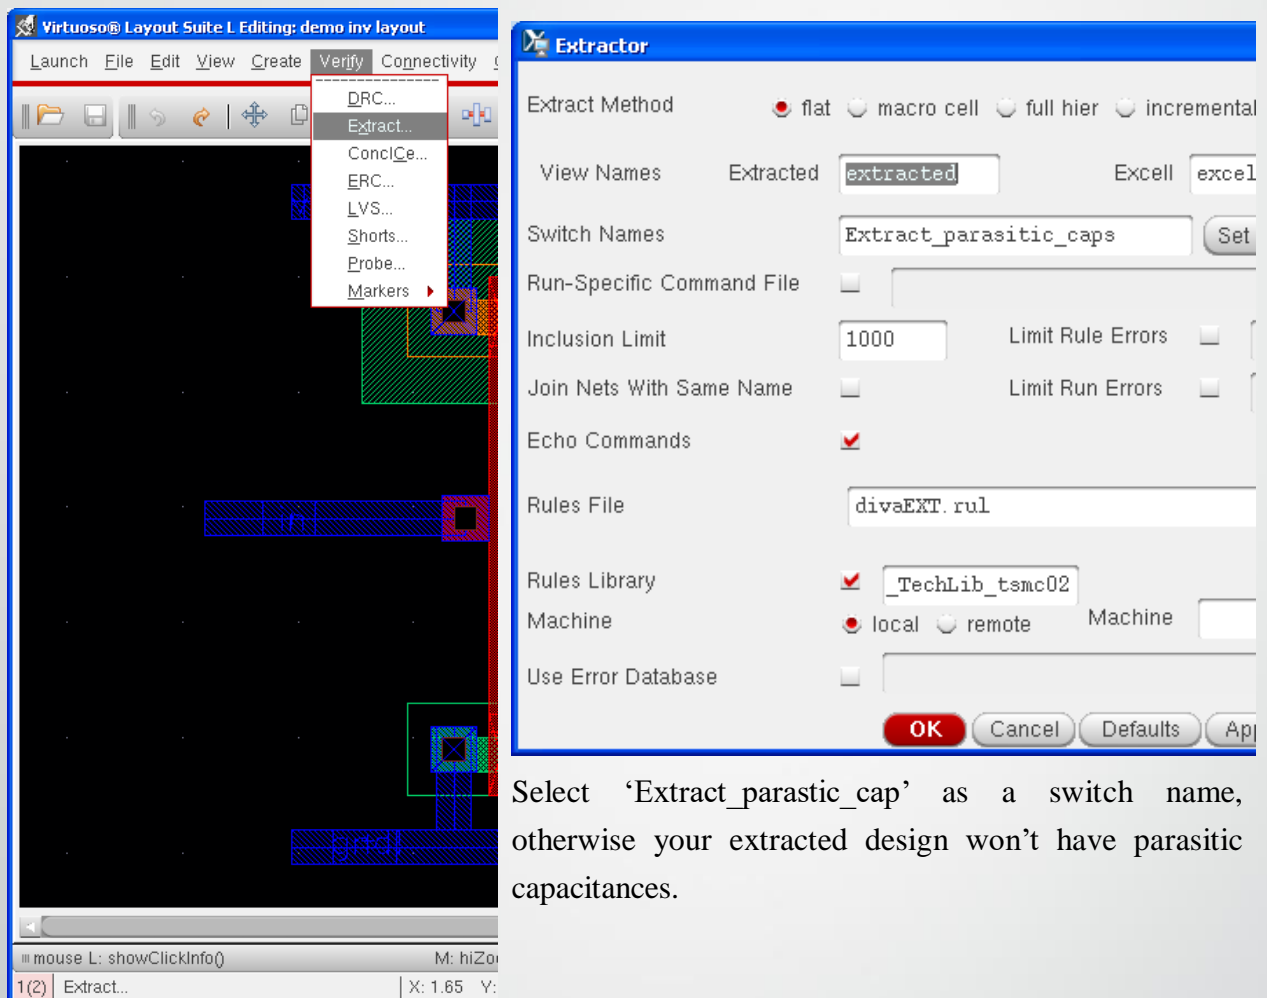 Virtuoso® Layout Suite L Editing: demo inv layout
Launch File Edit View Create Verify Connectivity
DRC...
Extract...
ConclCe...
ERC...
LVS...
Shorts...
Probe...
Markers
in
gnd!
mouse L: showClickInfo() M: hiZoo
1(2) Extract... X: 1.65 Y:
Extractor
Extract Method flat macro cell full hier incremental
View Names Extracted extracted Excell excel
Switch Names Extract_parasitic_caps Set
Run-Specific Command File
Inclusion Limit 1000 Limit Rule Errors
Join Nets With Same Name Limit Run Errors
Echo Commands
Rules File divaEXT.rul
Rules Library _TechLib_tsmc02
Machine local remote Machine
Use Error Database
OK Cancel Defaults App
Select ‘Extract_parastic_cap’ as a switch name,
otherwise your extracted design won’t have parasitic
capacitances.